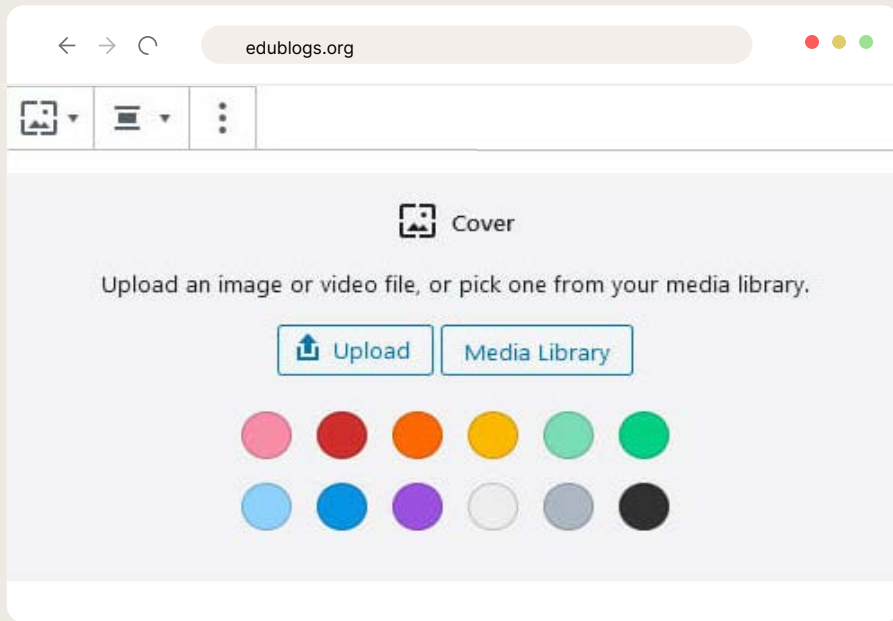 edublogs.org
Cover
Upload an image or video file, or pick one from your media library.
Upload
Media Library